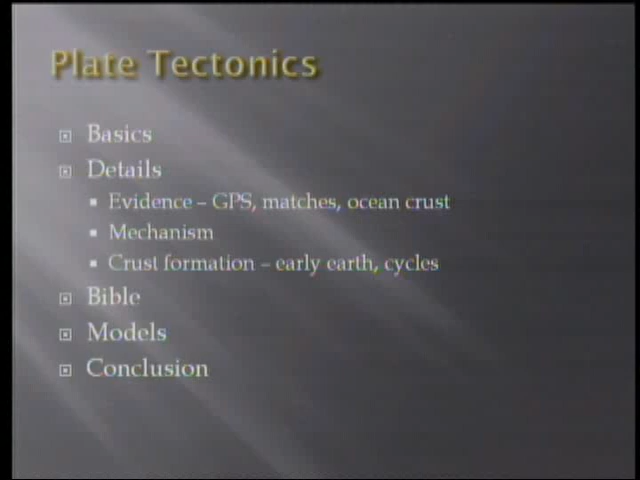 Plate Tectonics
Basics
Details
Evidence – GPS, matches, ocean crust
Mechanism
Crust formation – early earth, cycles
Bible
Models
Conclusion